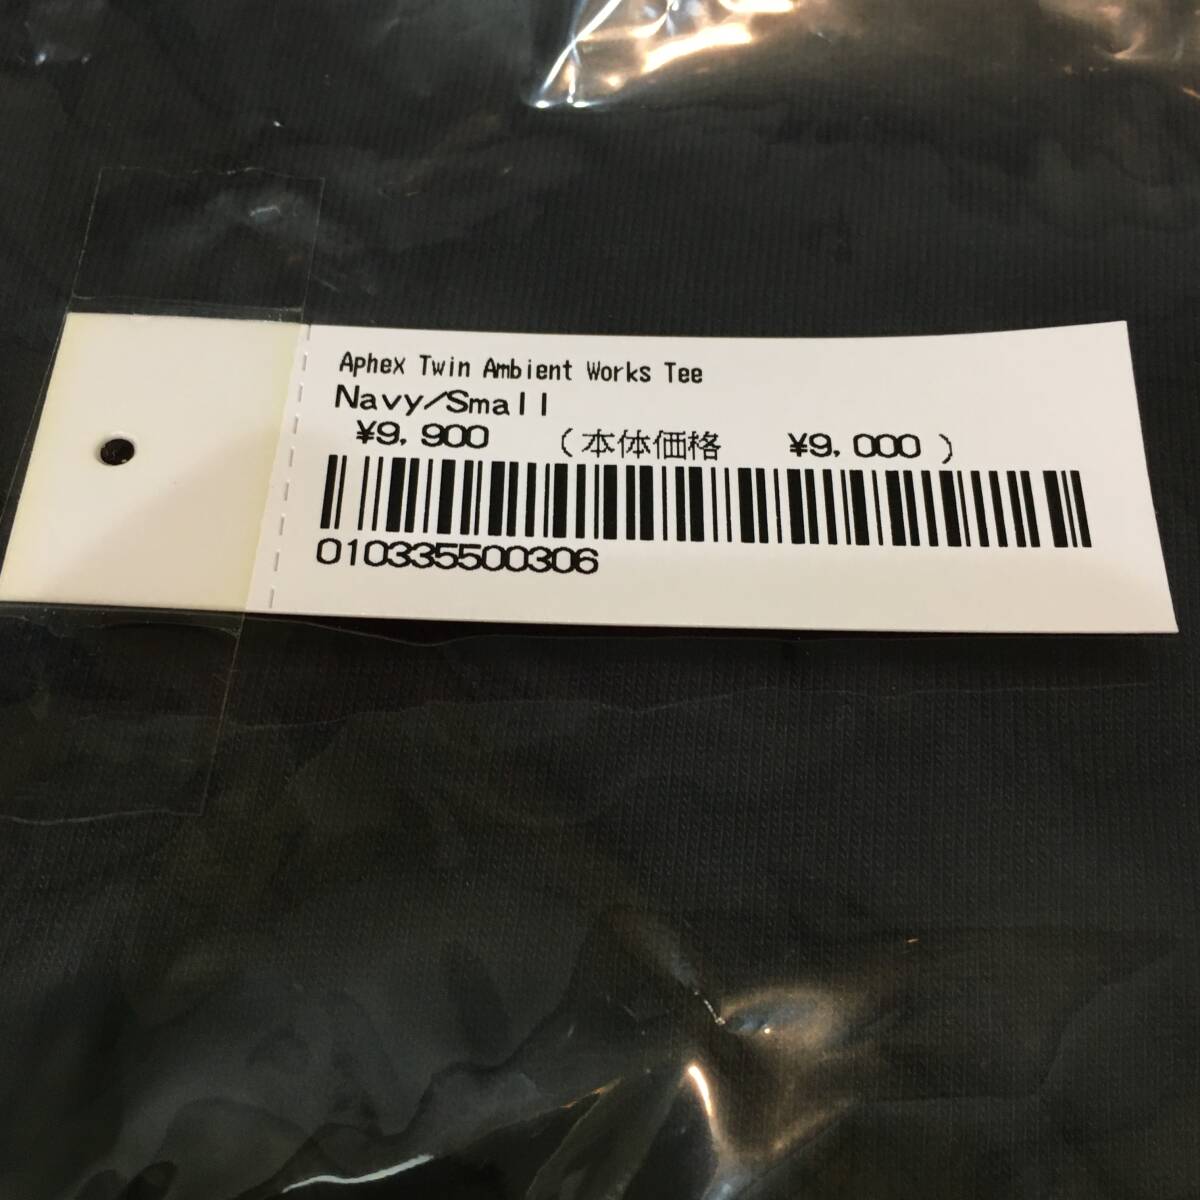 Aphex Twin Ambient Works Tee
Navy/Small
¥9,900 (本体価格 ¥9,000)
010335500306